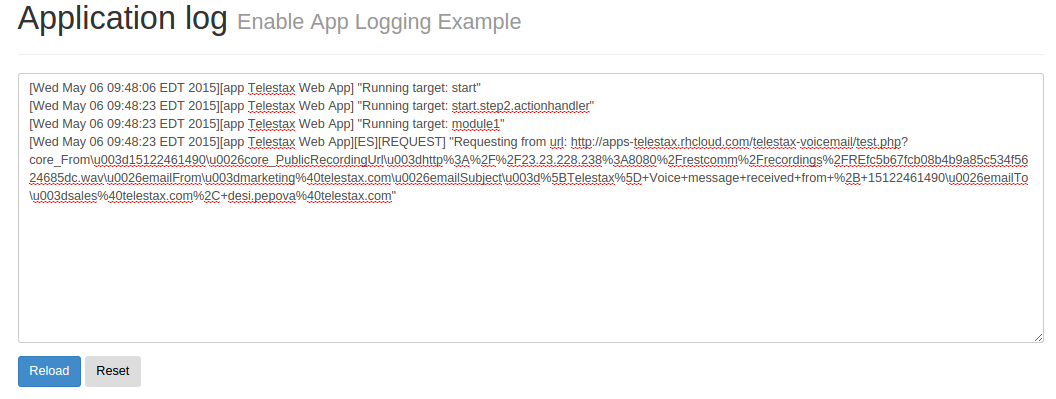 Application log Enable App Logging Example
[Wed May 06 09:48:06 EDT 2015][app Telestax Web App] "Running target: start"
[Wed May 06 09:48:23 EDT 2015][app Telestax Web App] "Running target: start.step2.actionhandler"
[Wed May 06 09:48:23 EDT 2015][app Telestax Web App] "Running target: module1"
[Wed May 06 09:48:23 EDT 2015][app Telestax Web App][ES][REQUEST] "Requesting from url: http://apps-telestax.rhcloud.com/telestax-voicemail/test.php?
core_From\u003d15122461490\u0026core_PublicRecordingUrl\u003dhttp%3A%2F%2F23.23.228.238%3A8080%2Frestcomm%2Frecordings%2FREfc5b67fcb08b4b9a85c534f56
24685dc.wav\u0026emailFrom\u003dmarketing%40telestax.com\u0026emailSubject\u003d%5BTelestax%5D+Voice+message+received+from+%2B+15122461490\u0026emailTo
\u003dsales%40telestax.com%2C+desi.pepova%40telestax.com"
Reload Reset